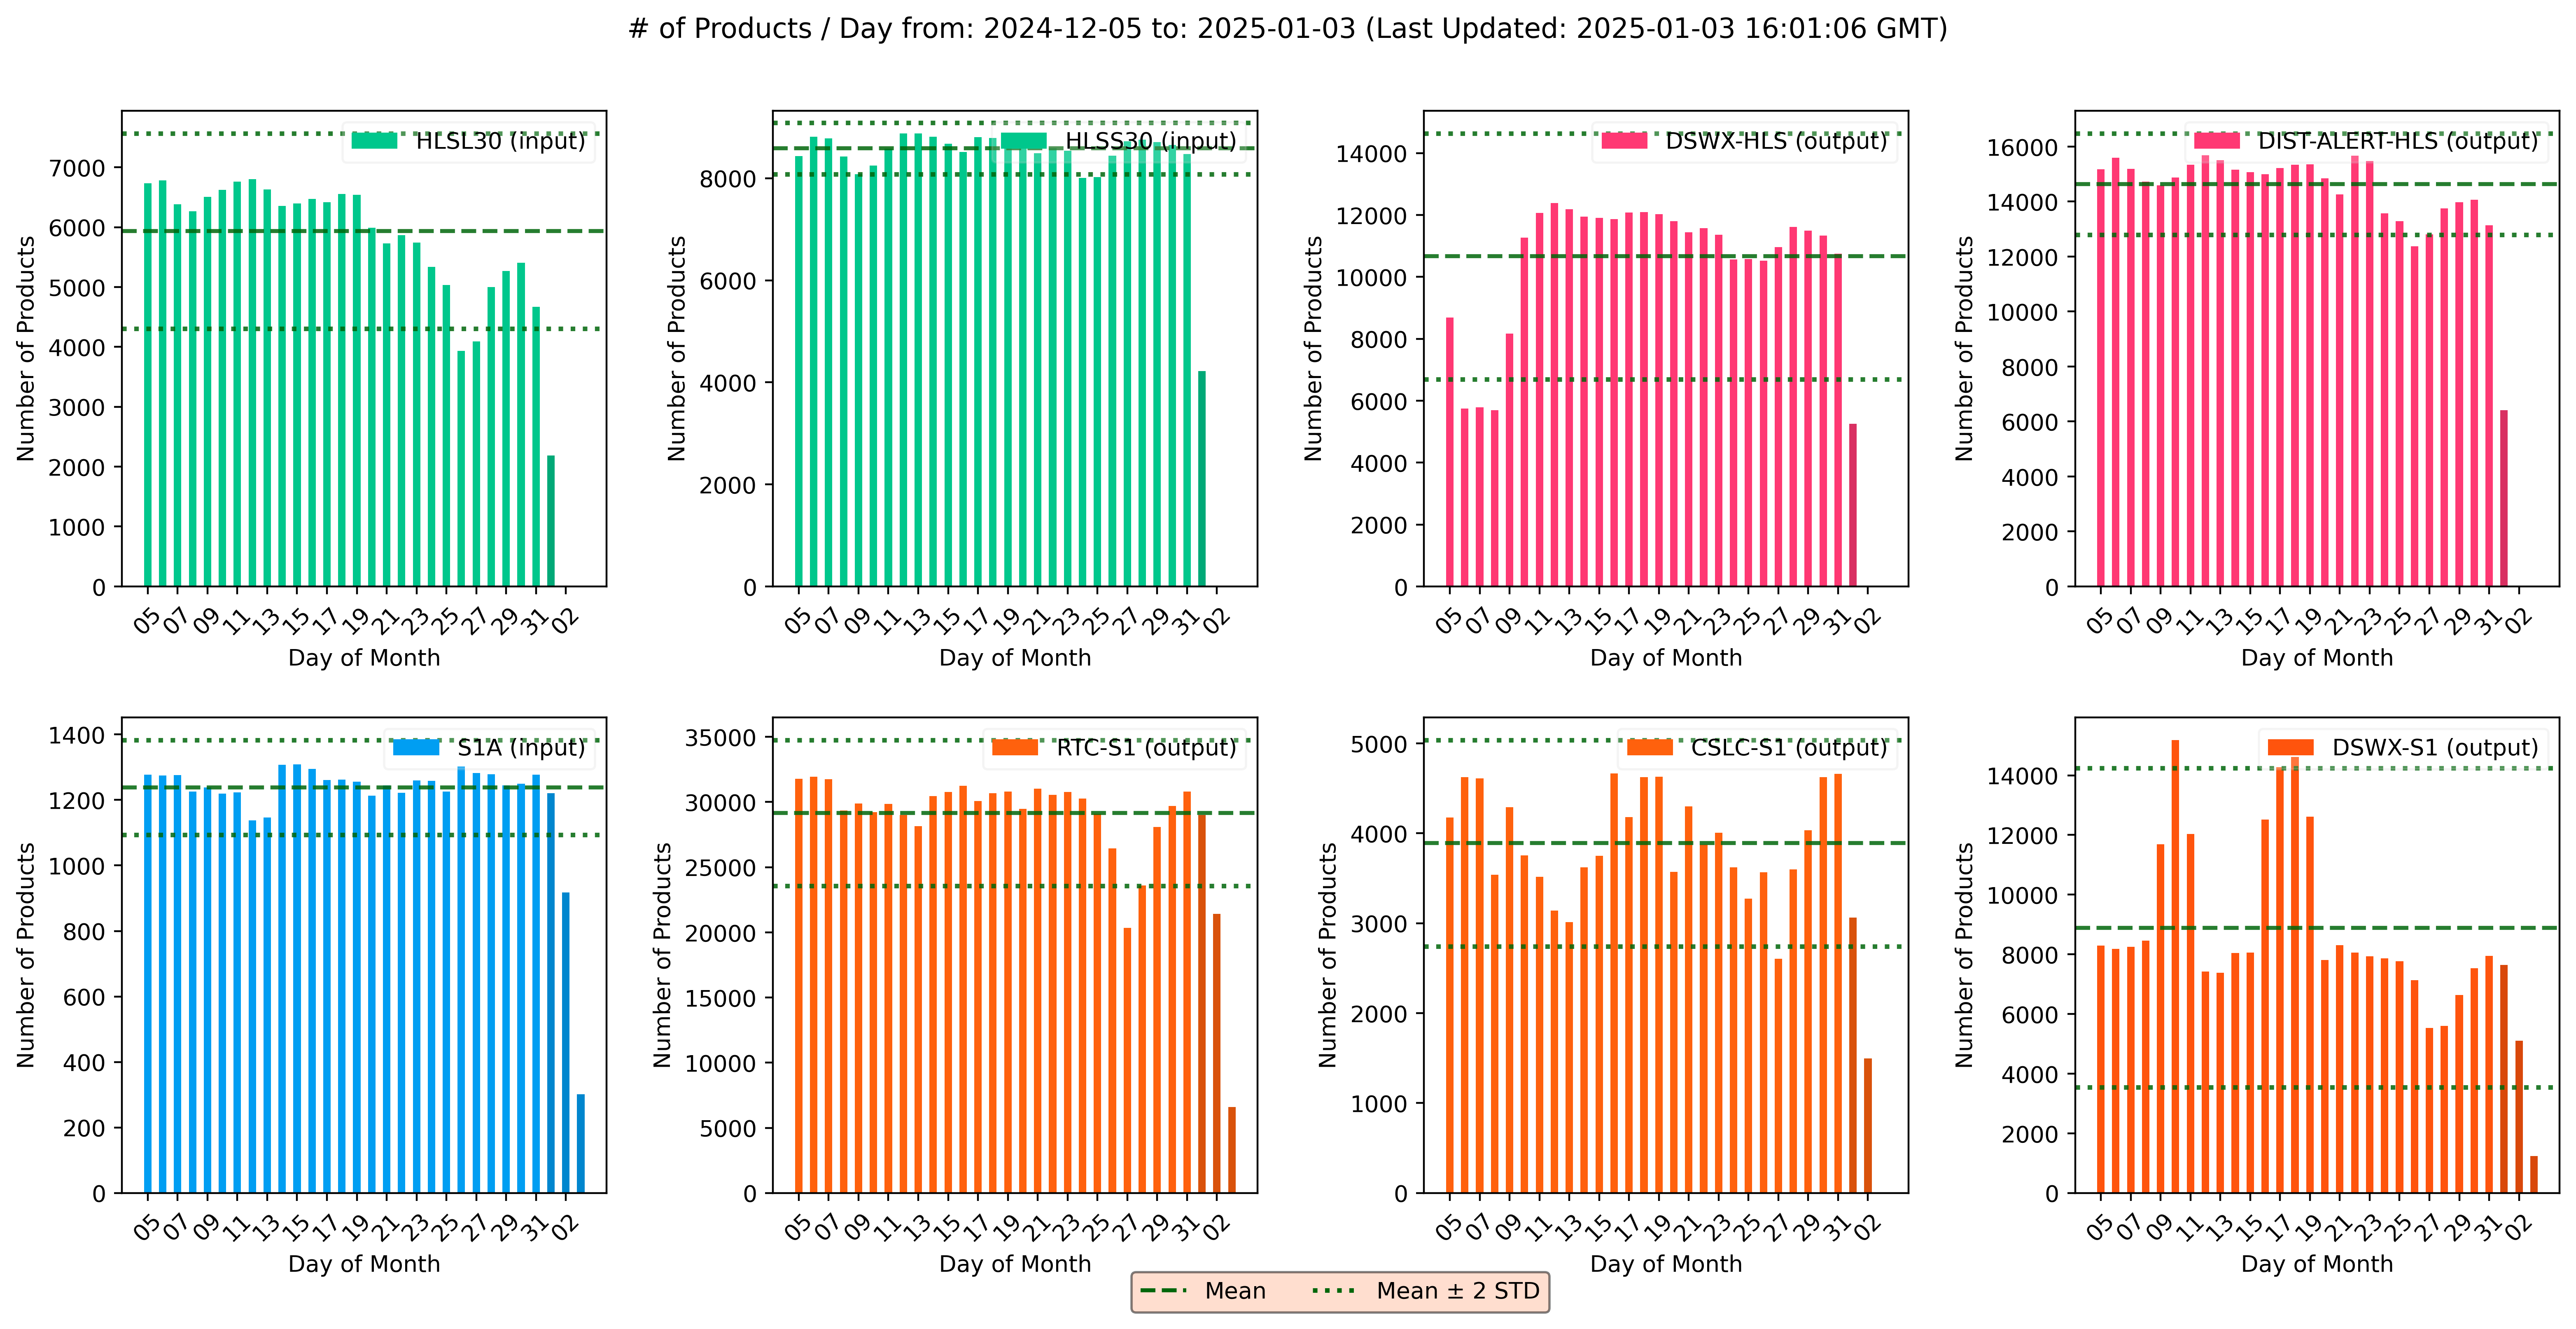 # of Products / Day from: 2024-12-05 to: 2025-01-03 (Last Updated: 2025-01-03 16:01:06 GMT)
HLSL30 (input)
Number of Products
7000
6000
5000
4000
3000
2000
1000
0
05 07 09 11 13 15 17 19 21 23 25 27 29 31 02
Day of Month
HLSS30 (input)
Number of Products
8000
6000
4000
2000
0
05 07 09 11 13 15 17 19 21 23 25 27 29 31 02
Day of Month
DSWX-HLS (output)
Number of Products
14000
12000
10000
8000
6000
4000
2000
0
05 07 09 11 13 15 17 19 21 23 25 27 29 31 02
Day of Month
DIST-ALERT-HLS (output)
Number of Products
16000
14000
12000
10000
8000
6000
4000
2000
0
05 07 09 11 13 15 17 19 21 23 25 27 29 31 02
Day of Month
S1A (input)
Number of Products
1400
1200
1000
800
600
400
200
0
05 07 09 11 13 15 17 19 21 23 25 27 29 31 02
Day of Month
RTC-S1 (output)
Number of Products
35000
30000
25000
20000
15000
10000
5000
0
05 07 09 11 13 15 17 19 21 23 25 27 29 31 02
Day of Month
CSLC-S1 (output)
Number of Products
5000
4000
3000
2000
1000
0
05 07 09 11 13 15 17 19 21 23 25 27 29 31 02
Day of Month
DSWX-S1 (output)
Number of Products
14000
12000
10000
8000
6000
4000
2000
0
05 07 09 11 13 15 17 19 21 23 25 27 29 31 02
Day of Month
Mean Mean ± 2 STD